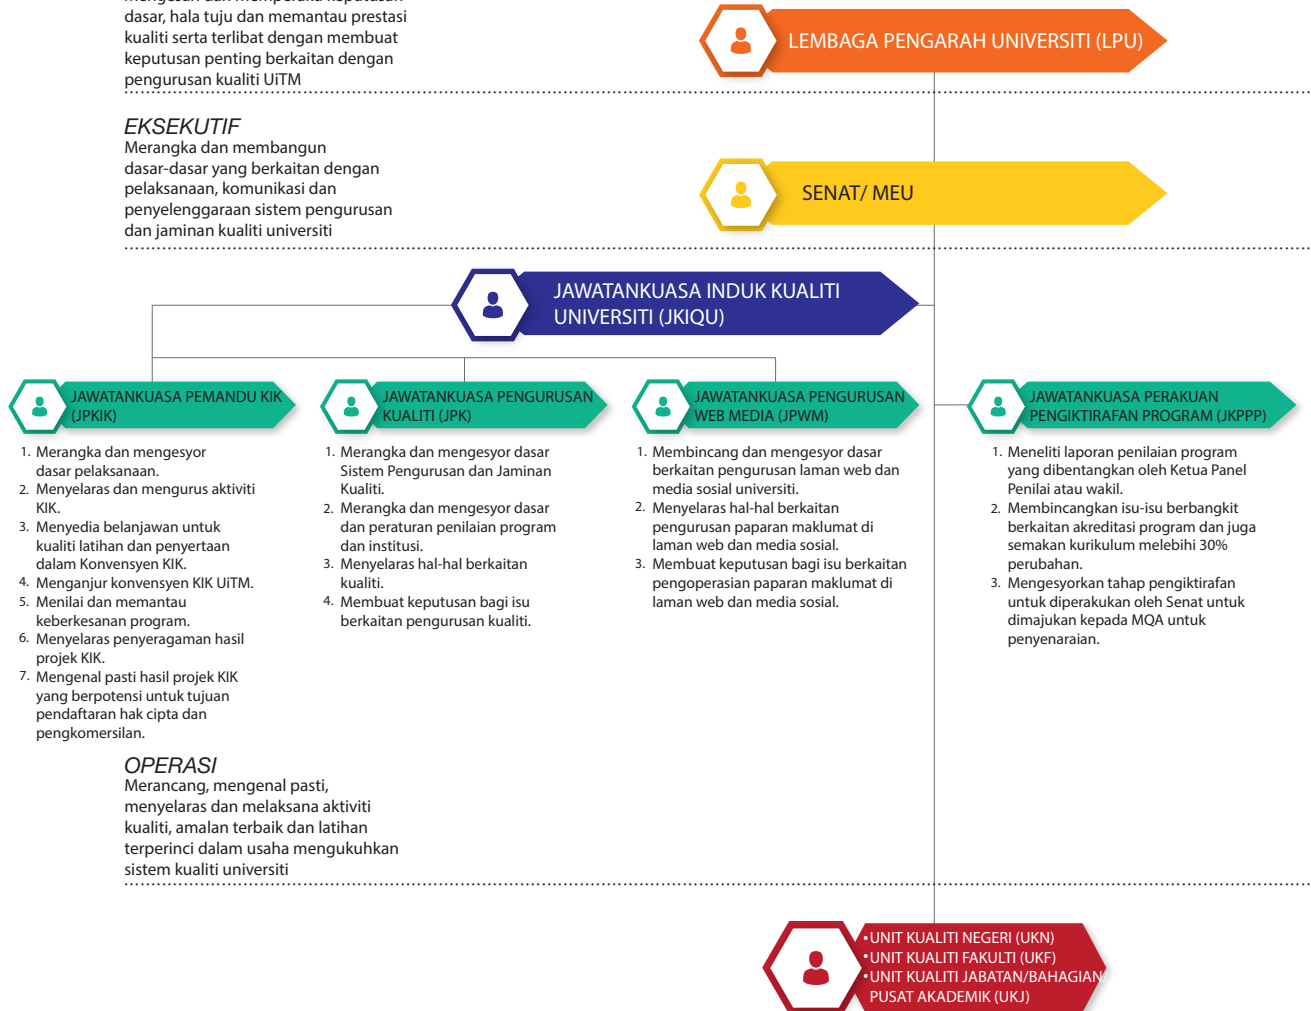 mengesan dan memperaku keputusan
dasar, hala tuju dan memantau prestasi
kualiti serta terlibat dengan membuat
keputusan penting berkaitan dengan
pengurusan kualiti UiTM
LEMBAGA PENGARAH UNIVERSITI (LPU)
EKSEKUTIF
Merangka dan membangun
dasar-dasar yang berkaitan dengan
pelaksanaan, komunikasi dan
penyelenggaraan sistem pengurusan
dan jaminan kualiti universiti
SENAT/ MEU
JAWATANKUASA INDUK KUALITI
UNIVERSITI (JKIQU)
JAWATANKUASA PEMANDU KIK
(JPKIK)
1. Merangka dan mengesyor
dasar pelaksanaan.
2. Menyelaras dan mengurus aktiviti
KIK.
3. Menyedia belanjawan untuk
kualiti latihan dan penyertaan
dalam Konvensyen KIK.
4. Menganjur konvensyen KIK UiTM.
5. Menilai dan memantau
keberkesanan program.
6. Menyelaras penyeragaman hasil
projek KIK.
7. Mengenal pasti hasil projek KIK
yang berpotensi untuk tujuan
pendaftaran hak cipta dan
pengkomersilan.
JAWATANKUASA PENGURUSAN
KUALITI (JPK)
1. Merangka dan mengesyor dasar
Sistem Pengurusan dan Jaminan
Kualiti.
2. Merangka dan mengesyor dasar
dan peraturan penilaian program
dan institusi.
3. Menyelaras hal-hal berkaitan
kualiti.
4. Membuat keputusan bagi isu
berkaitan pengurusan kualiti.
JAWATANKUASA PENGURUSAN
WEB MEDIA (JPWM)
1. Membincang dan mengesyor dasar
berkaitan pengurusan laman web dan
media sosial universiti.
2. Menyelaras hal-hal berkaitan
pengurusan paparan maklumat di
laman web dan media sosial.
3. Membuat keputusan bagi isu berkaitan
pengoperasian paparan maklumat di
laman web dan media sosial.
JAWATANKUASA PERAKUAN
PENGIKTIRAFAN PROGRAM (JKPPP)
1. Meneliti laporan penilaian program
yang dibentangkan oleh Ketua Panel
Penilai atau wakil.
2. Membincangkan isu-isu berbangkit
berkaitan akreditasi program dan juga
semakan kurikulum melebihi 30%
perubahan.
3. Mengesyorkan tahap pengiktirafan
untuk diperakukan oleh Senat untuk
dimajukan kepada MQA untuk
penyenaraian.
OPERASI
Merancang, mengenal pasti,
menyelaras dan melaksana aktiviti
kualiti, amalan terbaik dan latihan
terperinci dalam usaha mengukuhkan
sistem kualiti universiti
•UNIT KUALITI NEGERI (UKN)
•UNIT KUALITI FAKULTI (UKF)
•UNIT KUALITI JABATAN/BAHAGIAN/
PUSAT AKADEMIK (UKJ)